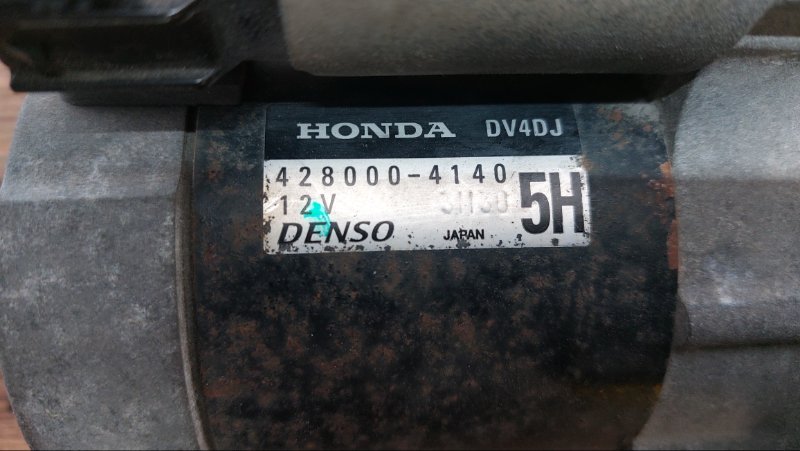 HONDA DV4DJ
428000-4140
12V 5H
DENSO JAPAN